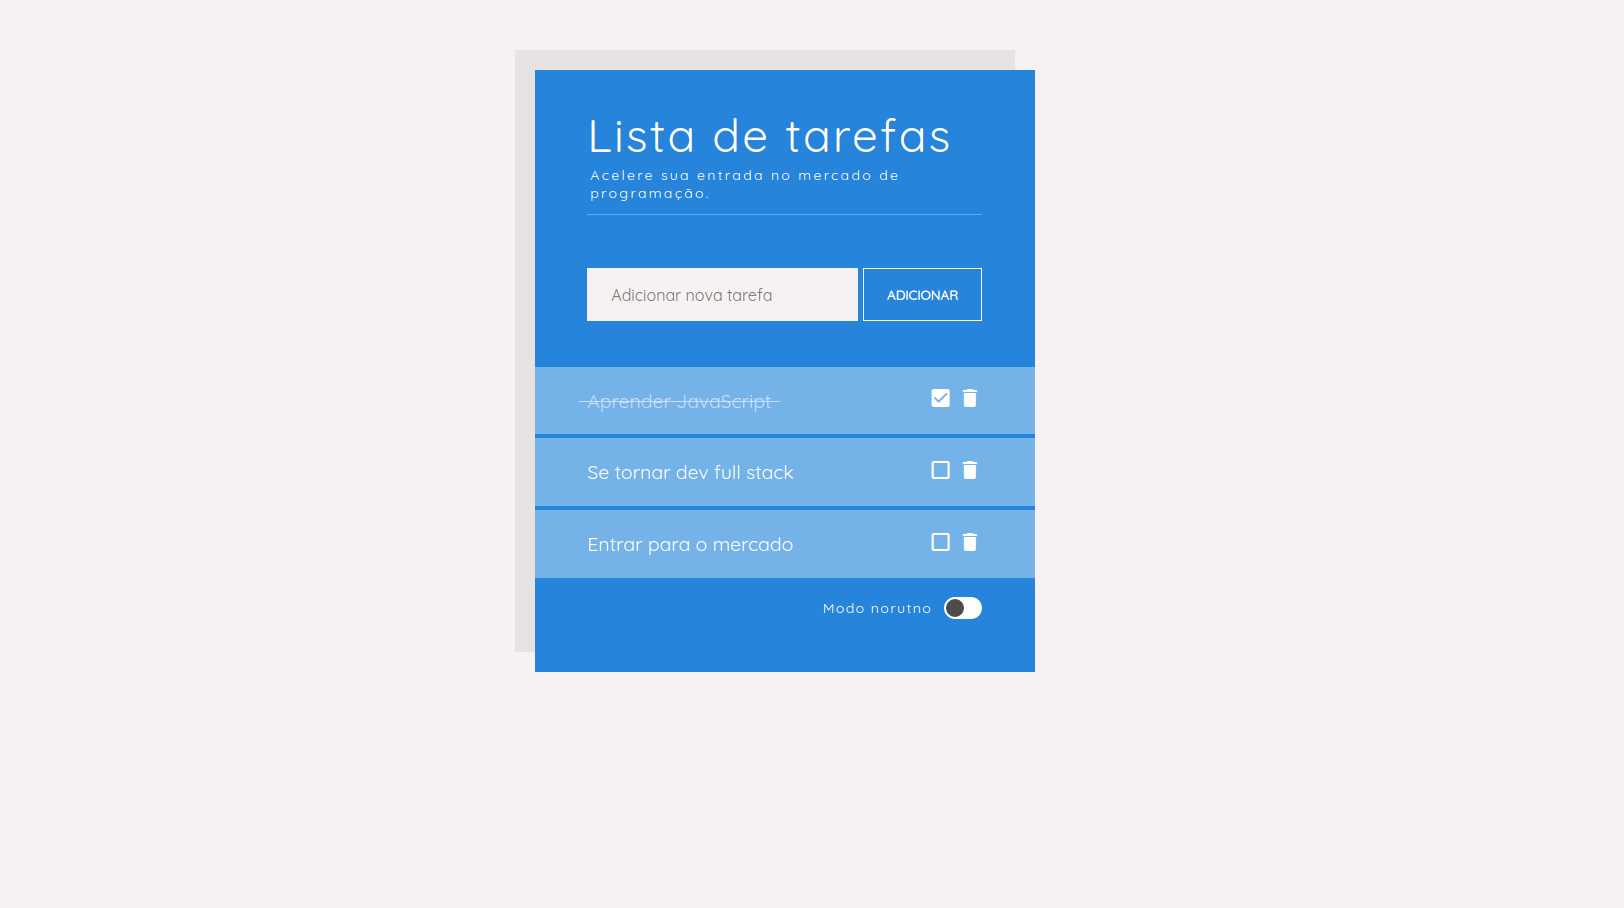 Lista de tarefas
Acelere sua entrada no mercado de
programação.
Adicionar nova tarefa
ADICIONAR
Aprender JavaScript
Se tornar dev full stack
Entrar para o mercado
Modo norutno